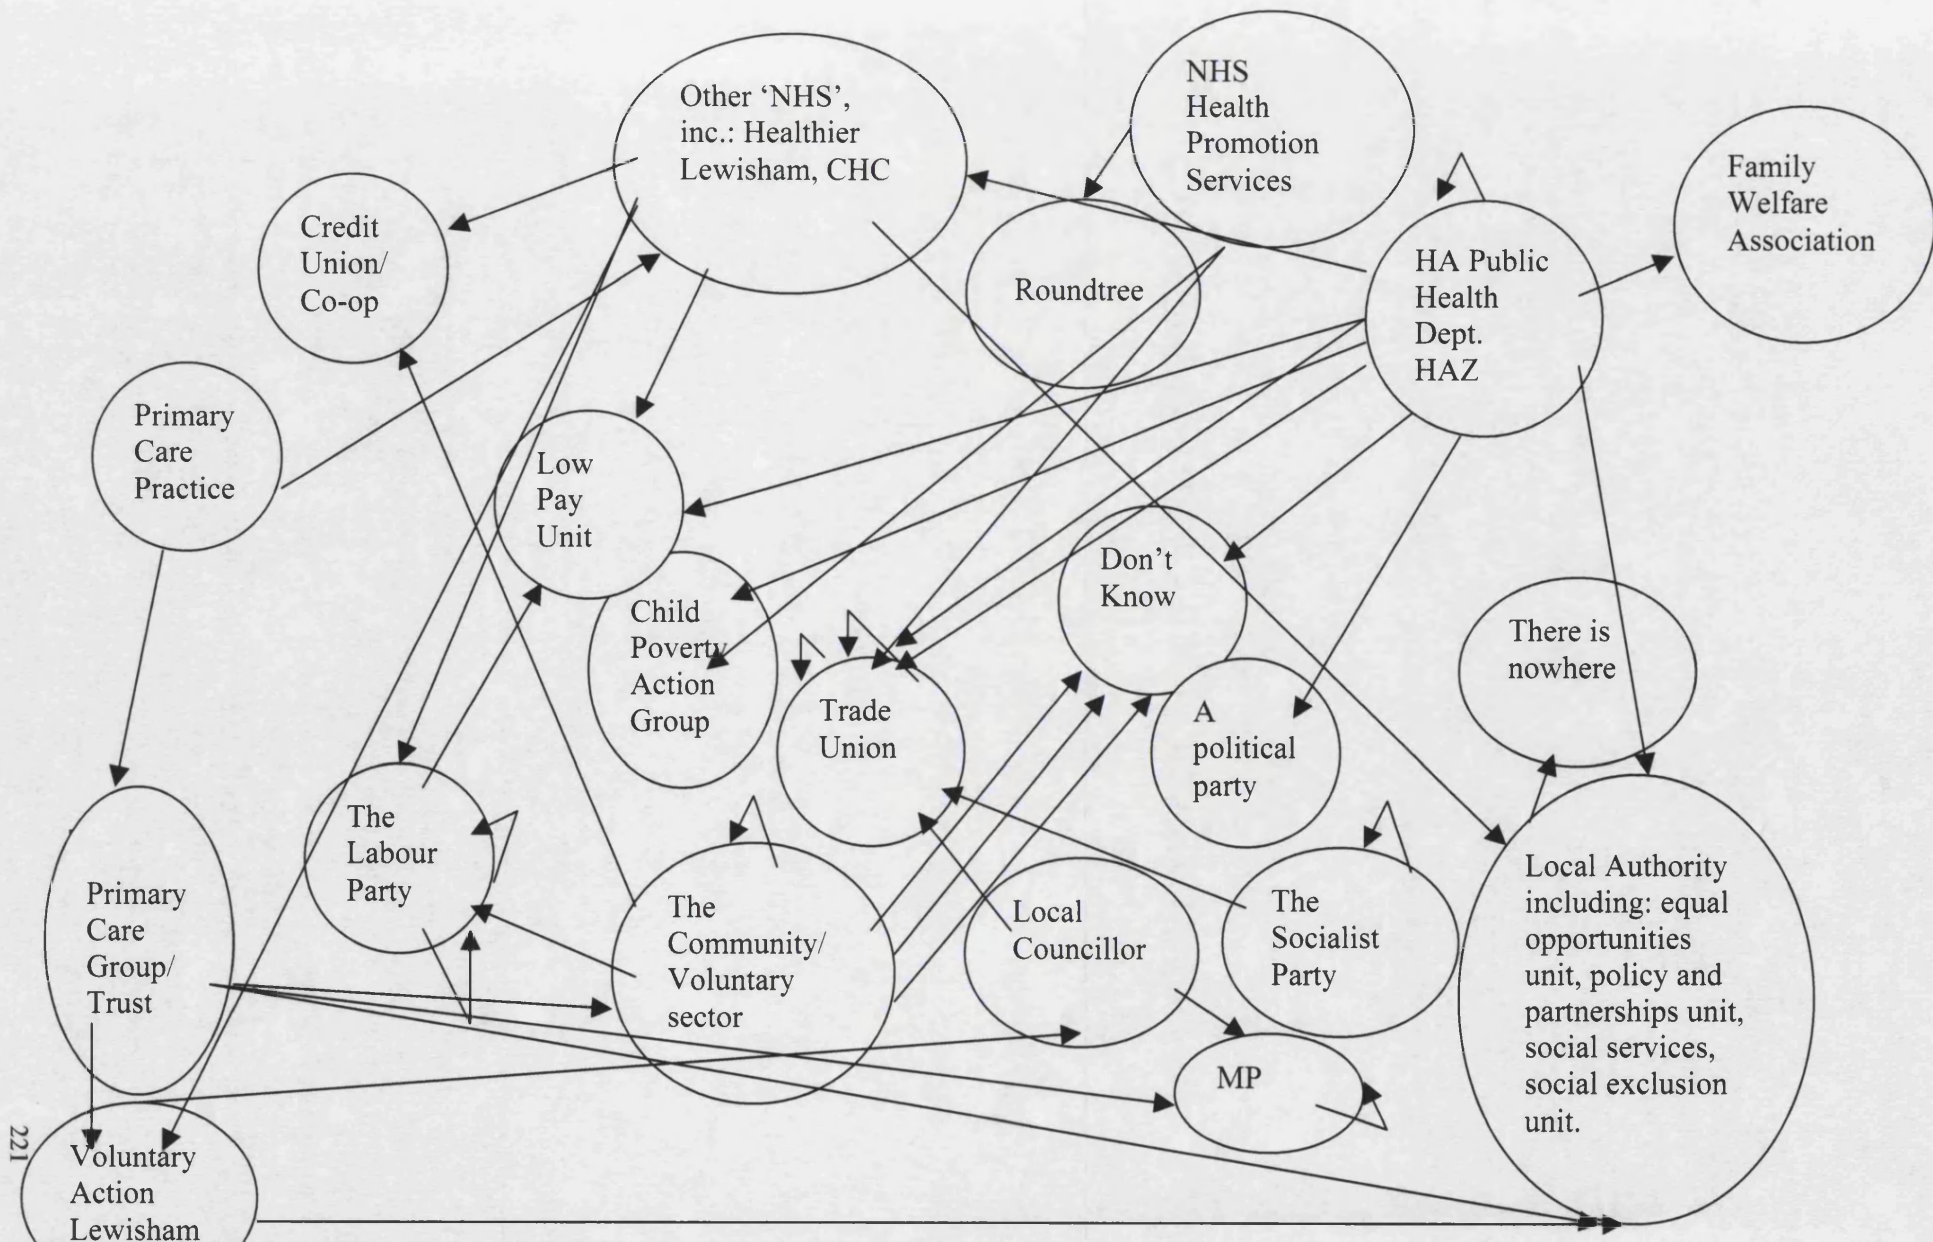 Other ‘NHS’,
inc.: Healthier
Lewisham, CHC
NHS
Health
Promotion
Services
Family
Welfare
Association
Credit
Union/
Co-op
Roundtree
HA Public
Health
Dept.
HAZ
Primary
Care
Practice
Low
Pay
Unit
Don’t
Know
Child
Poverty
Action
Group
There is
nowhere
Trade
Union
A
political
party
The
Labour
Party
Primary
Care
Group/
Trust
The
Community/
Voluntary
sector
Local
Councillor
The
Socialist
Party
Local Authority
including: equal
opportunities
unit, policy and
partnerships unit,
social services,
social exclusion
unit.
MP
Voluntary
Action
Lewisham
221